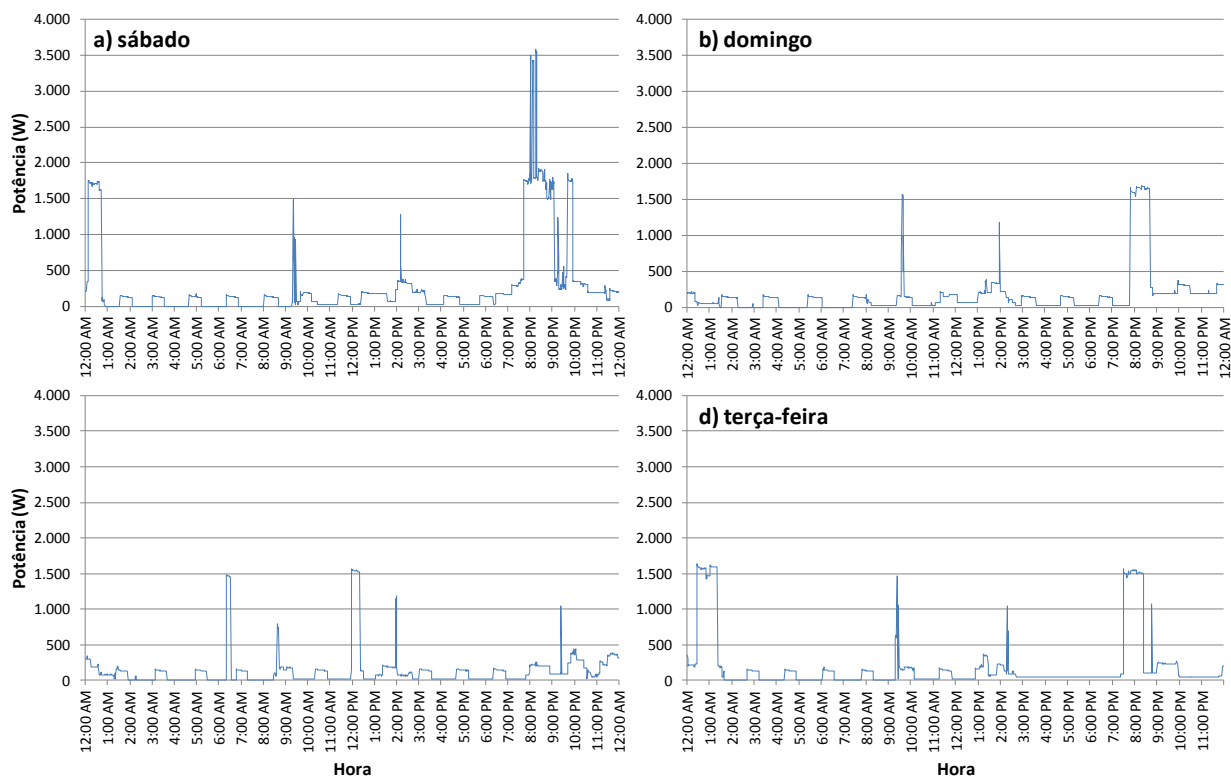 a) sábado
Potência (W)
4.000
3.500
3.000
2.500
2.000
1.500
1.000
500
0
12:00 AM
1:00 AM
2:00 AM
3:00 AM
4:00 AM
5:00 AM
6:00 AM
7:00 AM
8:00 AM
9:00 AM
10:00 AM
11:00 AM
12:00 PM
1:00 PM
2:00 PM
3:00 PM
4:00 PM
5:00 PM
6:00 PM
7:00 PM
8:00 PM
9:00 PM
10:00 PM
11:00 PM
12:00 AM
b) domingo
4.000
3.500
3.000
2.500
2.000
1.500
1.000
500
0
12:00 AM
1:00 AM
2:00 AM
3:00 AM
4:00 AM
5:00 AM
6:00 AM
7:00 AM
8:00 AM
9:00 AM
10:00 AM
11:00 AM
12:00 PM
1:00 PM
2:00 PM
3:00 PM
4:00 PM
5:00 PM
6:00 PM
7:00 PM
8:00 PM
9:00 PM
10:00 PM
11:00 PM
12:00 AM
Potência (W)
4.000
3.500
3.000
2.500
2.000
1.500
1.000
500
0
12:00 AM
1:00 AM
2:00 AM
3:00 AM
4:00 AM
5:00 AM
6:00 AM
7:00 AM
8:00 AM
9:00 AM
10:00 AM
11:00 AM
12:00 PM
1:00 PM
2:00 PM
3:00 PM
4:00 PM
5:00 PM
6:00 PM
7:00 PM
8:00 PM
9:00 PM
10:00 PM
11:00 PM
12:00 AM
Hora
d) terça-feira
4.000
3.500
3.000
2.500
2.000
1.500
1.000
500
0
12:00 AM
1:00 AM
2:00 AM
3:00 AM
4:00 AM
5:00 AM
6:00 AM
7:00 AM
8:00 AM
9:00 AM
10:00 AM
11:00 AM
12:00 PM
1:00 PM
2:00 PM
3:00 PM
4:00 PM
5:00 PM
6:00 PM
7:00 PM
8:00 PM
9:00 PM
10:00 PM
11:00 PM
Hora